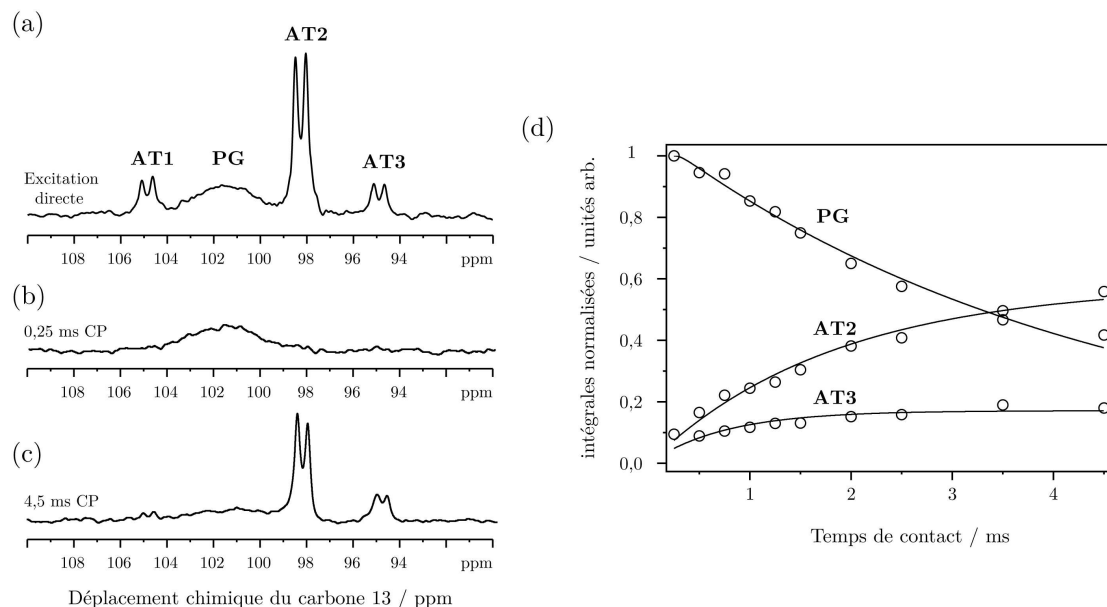 (a)
AT2
AT1
PG
AT3
Excitation
directe
108 106 104 102 100 98 96 94 ppm
(b)
0,25 ms CP
108 106 104 102 100 98 96 94 ppm
(c)
4,5 ms CP
108 106 104 102 100 98 96 94 ppm
Déplacement chimique du carbone 13 / ppm
(d)
intégrales normalisées / unités arb.
1
0,8
0,6
0,4
0,2
0,0
PG
AT2
AT3
1 2 3 4
Temps de contact / ms